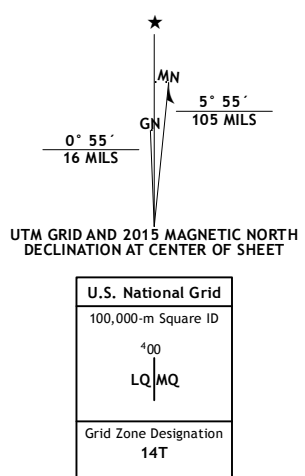 ★
MN
5° 55´
105 MILS
GN
0° 55´
16 MILS
UTM GRID AND 2015 MAGNETIC NORTH
DECLINATION AT CENTER OF SHEET
U.S. National Grid
100,000-m Square ID
⁴00
LQ MQ
Grid Zone Designation
14T